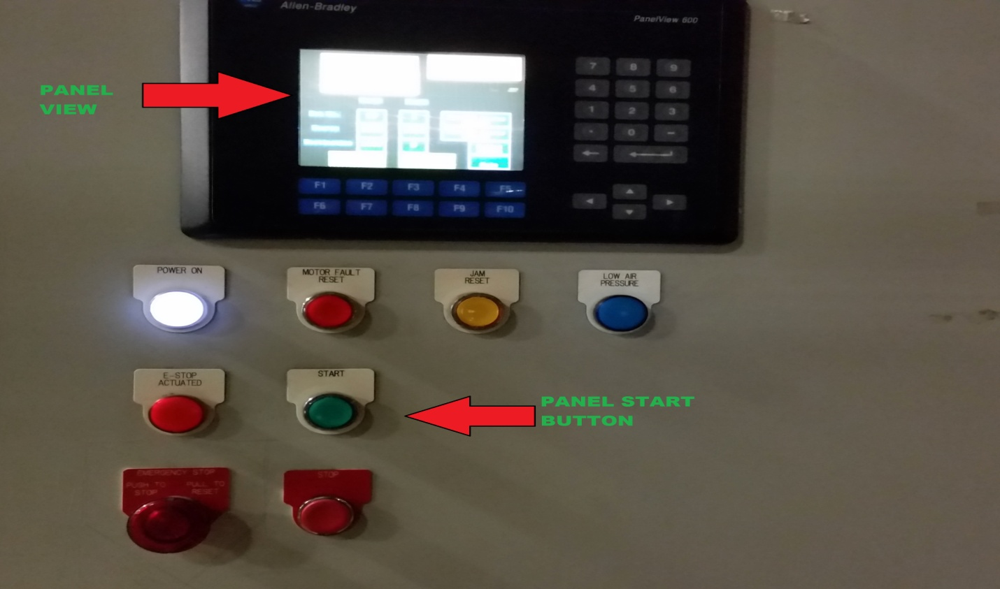 Allen-Bradley
PanelView 600
PANEL
VIEW
7 8 9
4 5 6
1 2 3
. 0 -
F1 F2 F3 F4 F5
F6 F7 F8 F9 F10
POWER ON
MOTOR FAULT
RESET
JAM
RESET
LOW AIR
PRESSURE
E-STOP
ACTUATED
START
PANEL START
BUTTON
EMERGENCY STOP
PUSH TO
STOP
PULL TO
RESET
STOP